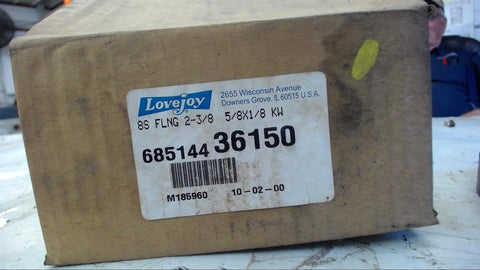 Lovejoy
2655 Wisconsin Avenue
Downers Grove, IL 60515 U.S.A.
8S FLNG 2-3/8 5/8X1/8 KW
685144 36150
M185960 10-02-00